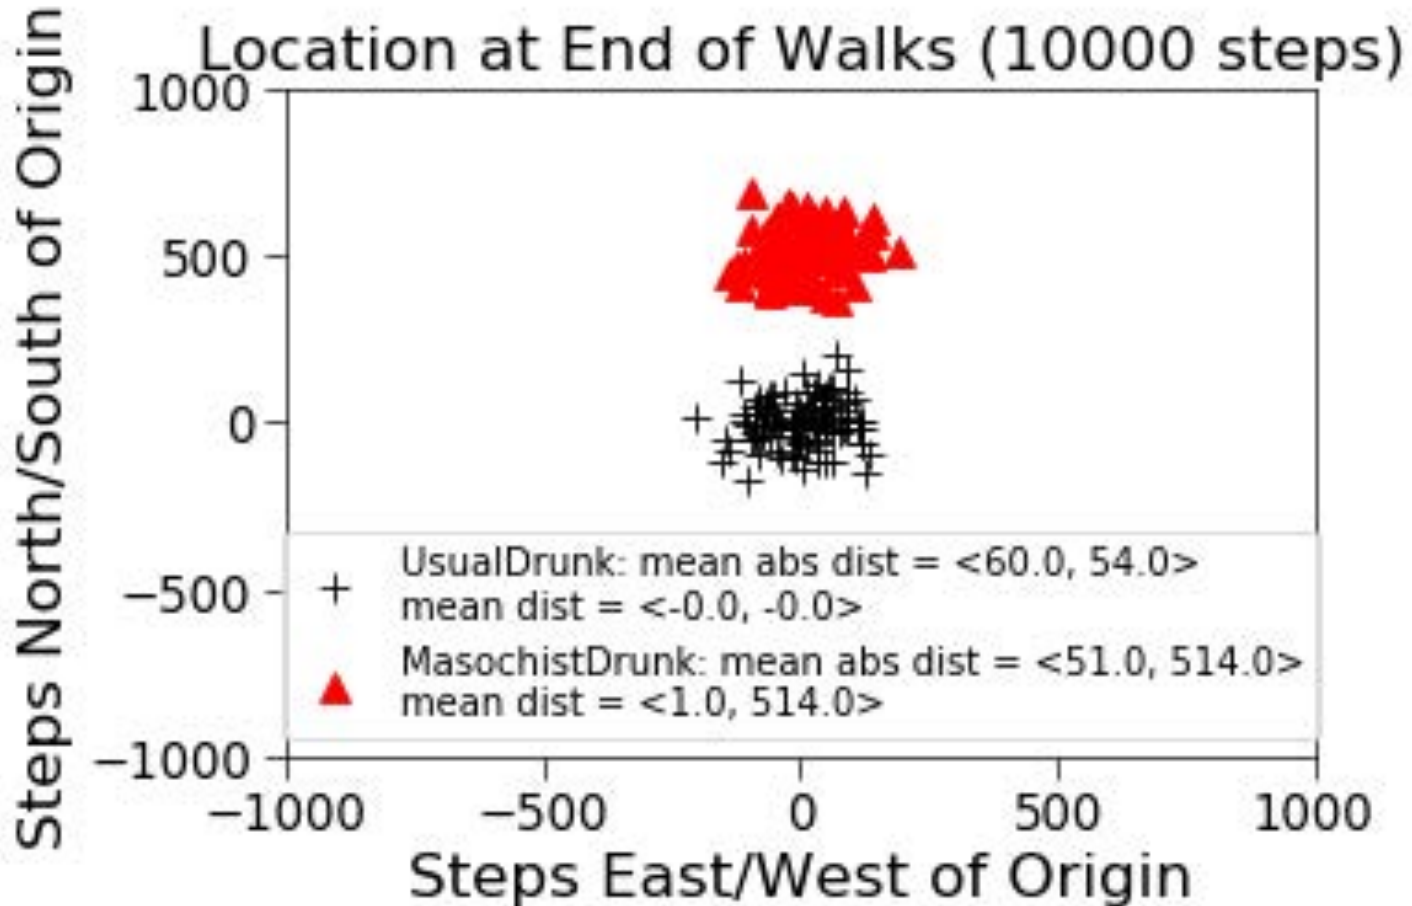 Location at End of Walks (10000 steps)
Steps North/South of Origin
1000
500
0
−500
−1000
UsualDrunk: mean abs dist = <60.0, 54.0>
mean dist = <-0.0, -0.0>
MasochistDrunk: mean abs dist = <51.0, 514.0>
mean dist = <1.0, 514.0>
−1000 −500 0 500 1000
Steps East/West of Origin